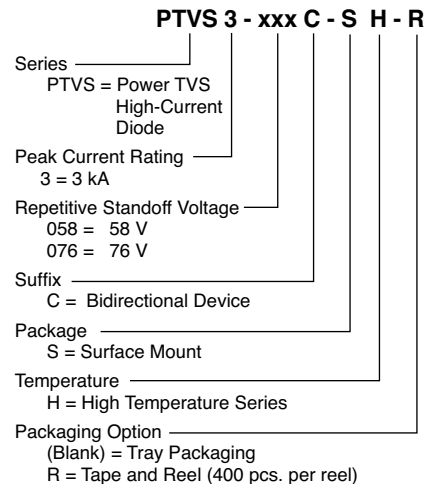 PTVS 3 - xxx C - S H - R
Series
PTVS = Power TVS
High-Current
Diode
Peak Current Rating
3 = 3 kA
Repetitive Standoff Voltage
058 = 58 V
076 = 76 V
Suffix
C = Bidirectional Device
Package
S = Surface Mount
Temperature
H = High Temperature Series
Packaging Option
(Blank) = Tray Packaging
R = Tape and Reel (400 pcs. per reel)